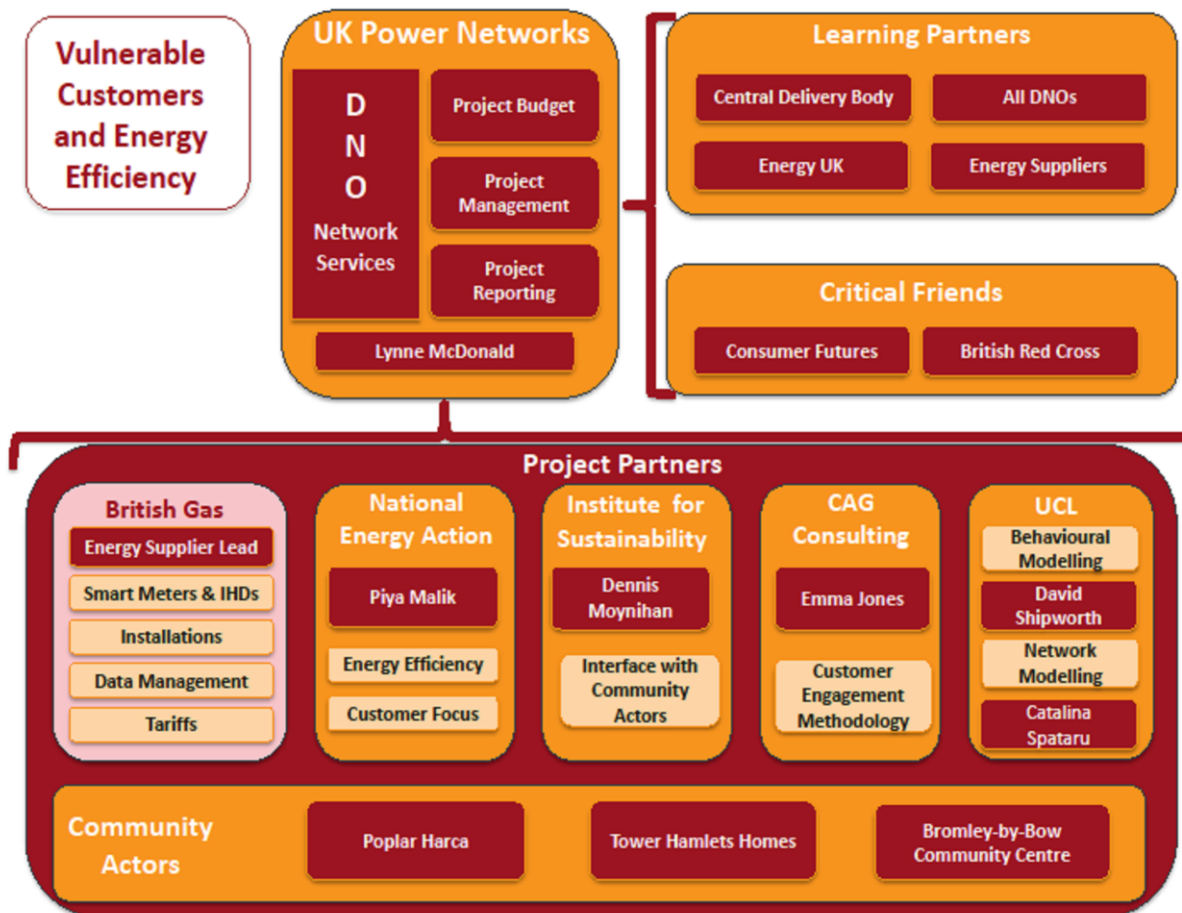 Vulnerable
Customers
and Energy
Efficiency
UK Power Networks
D
N
O
Network
Services
Project Budget
Project
Management
Project
Reporting
Lynne McDonald
Learning Partners
Central Delivery Body
All DNOs
Energy UK
Energy Suppliers
Critical Friends
Consumer Futures
British Red Cross
Project Partners
British Gas
Energy Supplier Lead
Smart Meters & IHDs
Installations
Data Management
Tariffs
National
Energy Action
Piya Malik
Energy Efficiency
Customer Focus
Institute for
Sustainability
Dennis
Moynihan
Interface with
Community
Actors
CAG
Consulting
Emma Jones
Customer
Engagement
Methodology
UCL
Behavioural
Modelling
David
Shipworth
Network
Modelling
Catalina
Spataru
Community
Actors
Poplar Harca
Tower Hamlets Homes
Bromley-by-Bow
Community Centre